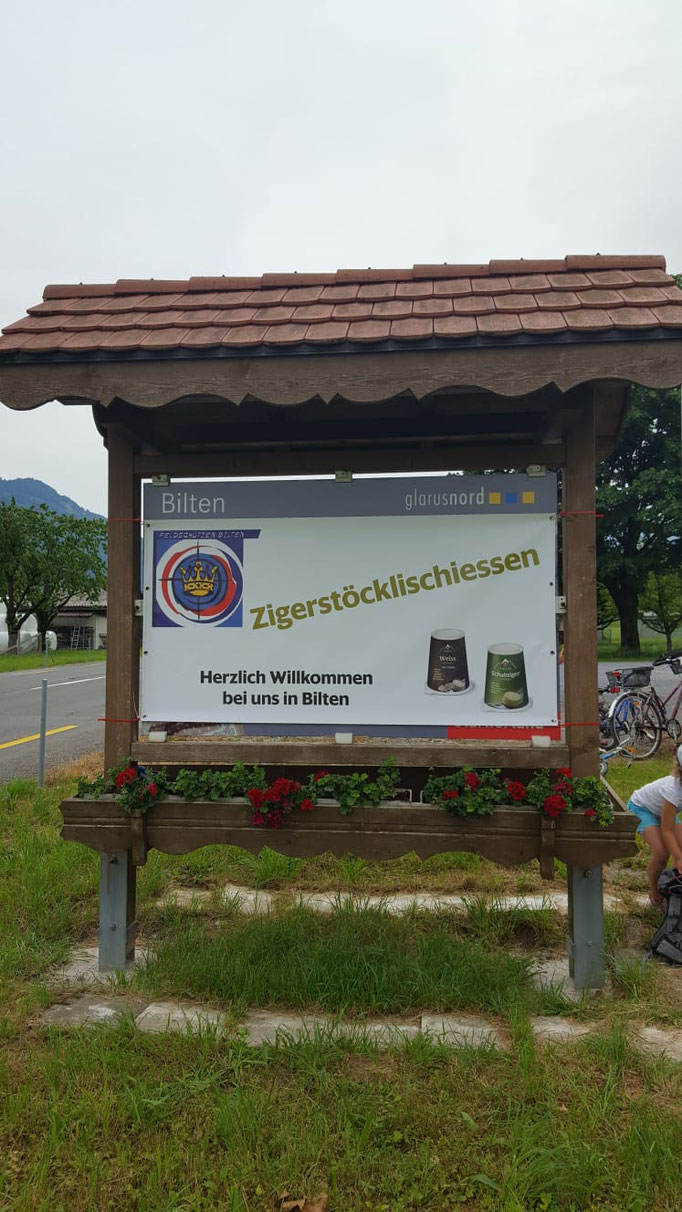 Bilten
glarusnord
FELDSCHÜTZEN BILTEN
Zigerstöcklischiessen
Weiss
Schabziger
Herzlich Willkommen
bei uns in Bilten